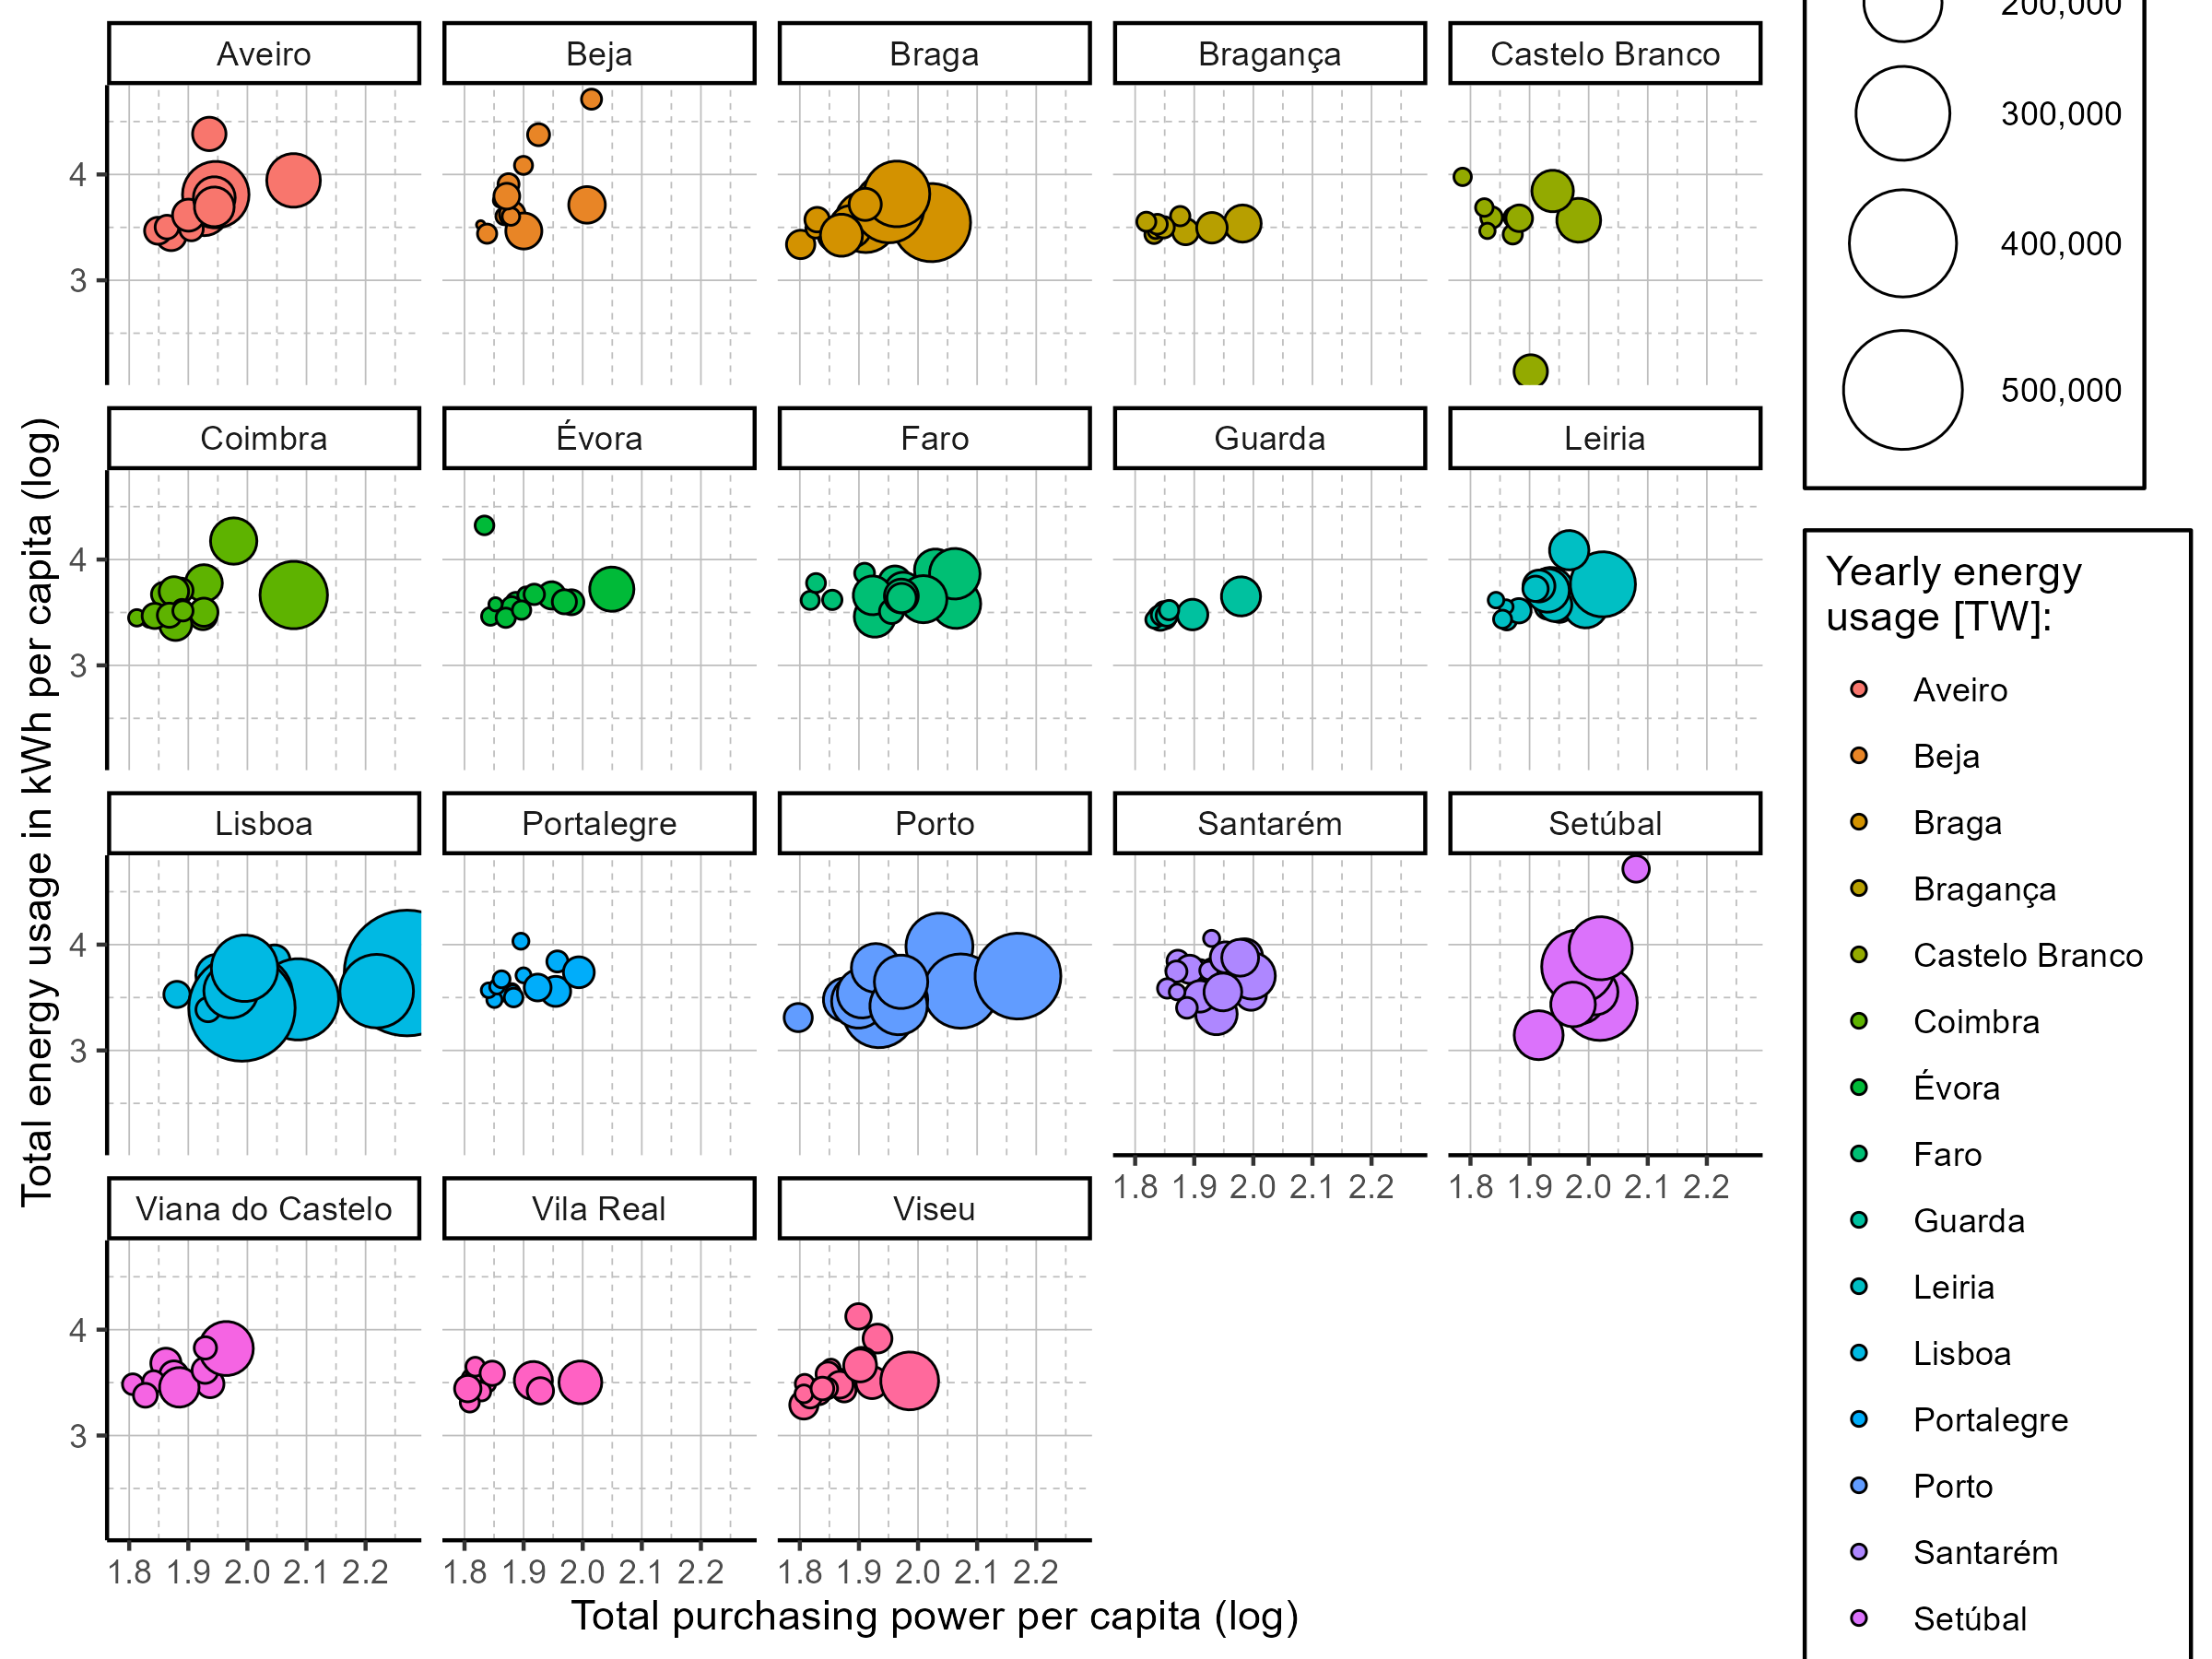 Aveiro
Beja
Braga
Bragança
Castelo Branco
4
3
Coimbra
Évora
Faro
Guarda
Leiria
4
3
Lisboa
Portalegre
Porto
Santarém
Setúbal
4
3
1.8 1.9 2.0 2.1 2.2
1.8 1.9 2.0 2.1 2.2
Viana do Castelo
Vila Real
Viseu
4
3
1.8 1.9 2.0 2.1 2.2
1.8 1.9 2.0 2.1 2.2
1.8 1.9 2.0 2.1 2.2
Total energy usage in kWh per capita (log)
Total purchasing power per capita (log)
200,000
300,000
400,000
500,000
Yearly energy
usage [TW]:
Aveiro
Beja
Braga
Bragança
Castelo Branco
Coimbra
Évora
Faro
Guarda
Leiria
Lisboa
Portalegre
Porto
Santarém
Setúbal